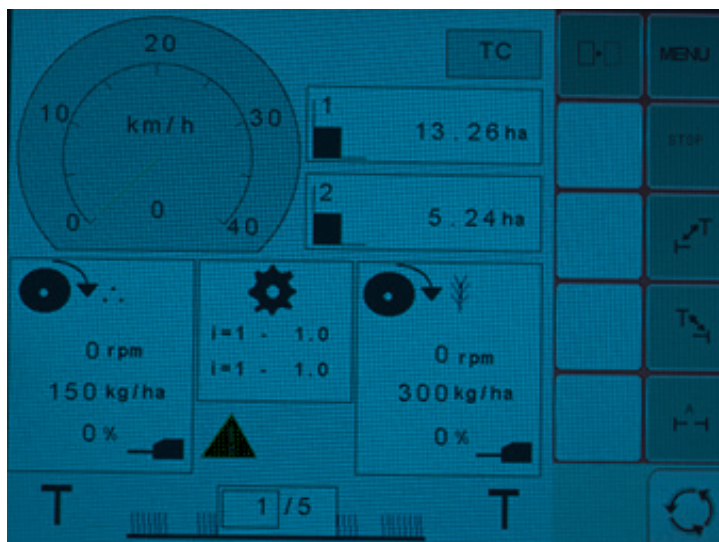 20
TC
MENU
10
km/h
30
1
13.26 ha
STOP
0
0
40
2
5.24 ha
T
i=1 - 1.0
i=1 - 1.0
0 rpm
0 rpm
T
150 kg/ha
300 kg/ha
0 %
0 %
A
T
1/5
T